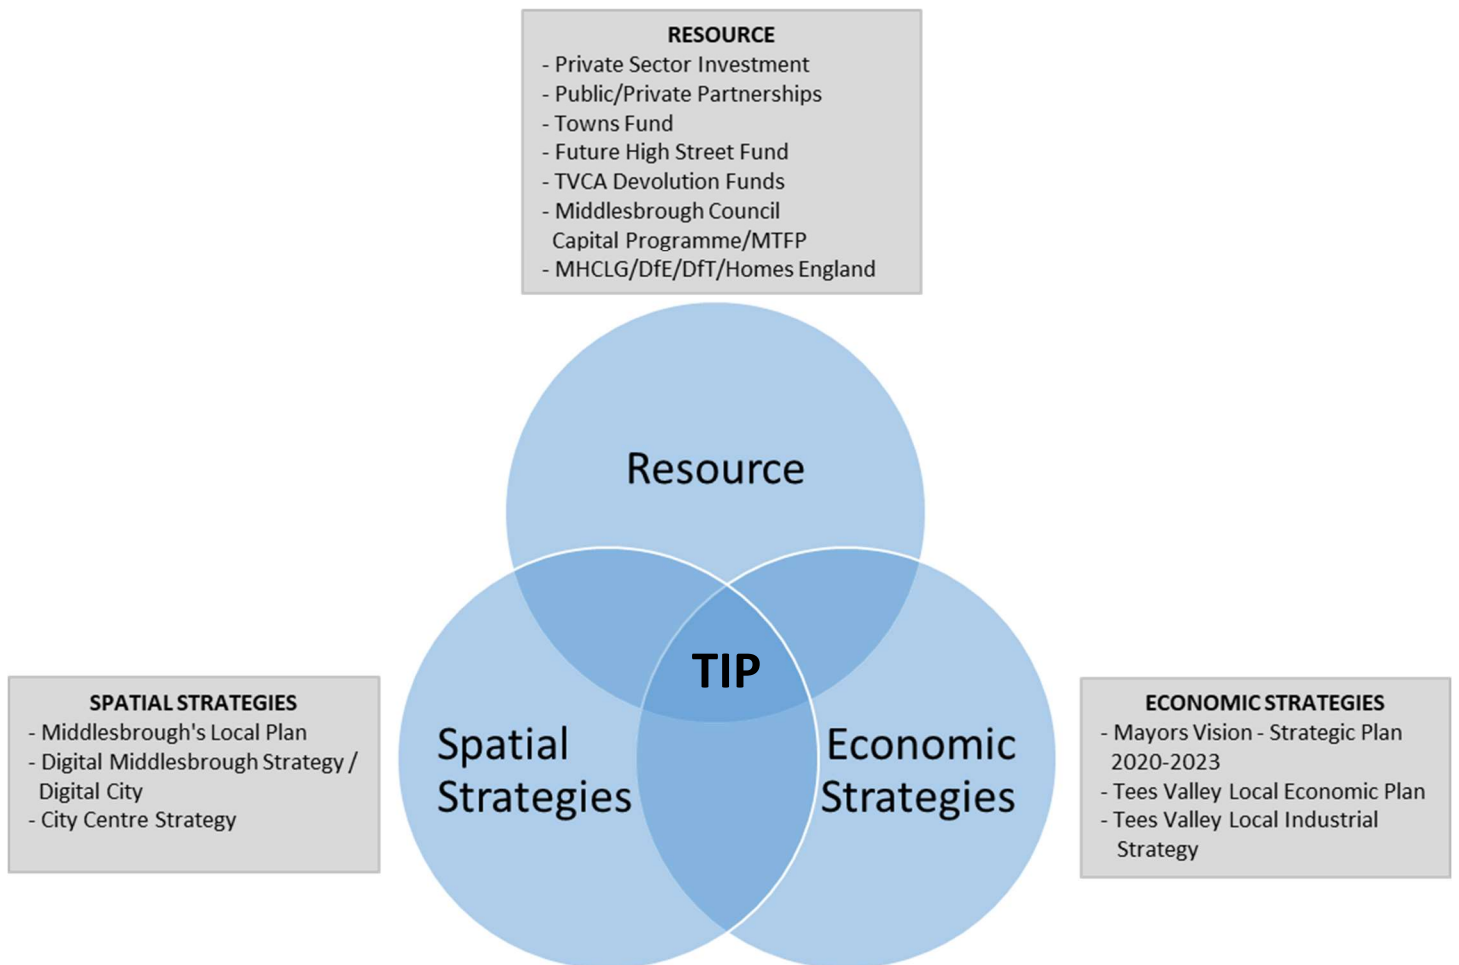 RESOURCE
- Private Sector Investment
- Public/Private Partnerships
- Towns Fund
- Future High Street Fund
- TVCA Devolution Funds
- Middlesbrough Council
Capital Programme/MTFP
- MHCLG/DfE/DfT/Homes England
Resource
TIP
SPATIAL STRATEGIES
- Middlesbrough's Local Plan
- Digital Middlesbrough Strategy /
Digital City
- City Centre Strategy
Spatial
Strategies
Economic
Strategies
ECONOMIC STRATEGIES
- Mayors Vision - Strategic Plan
2020-2023
- Tees Valley Local Economic Plan
- Tees Valley Local Industrial
Strategy